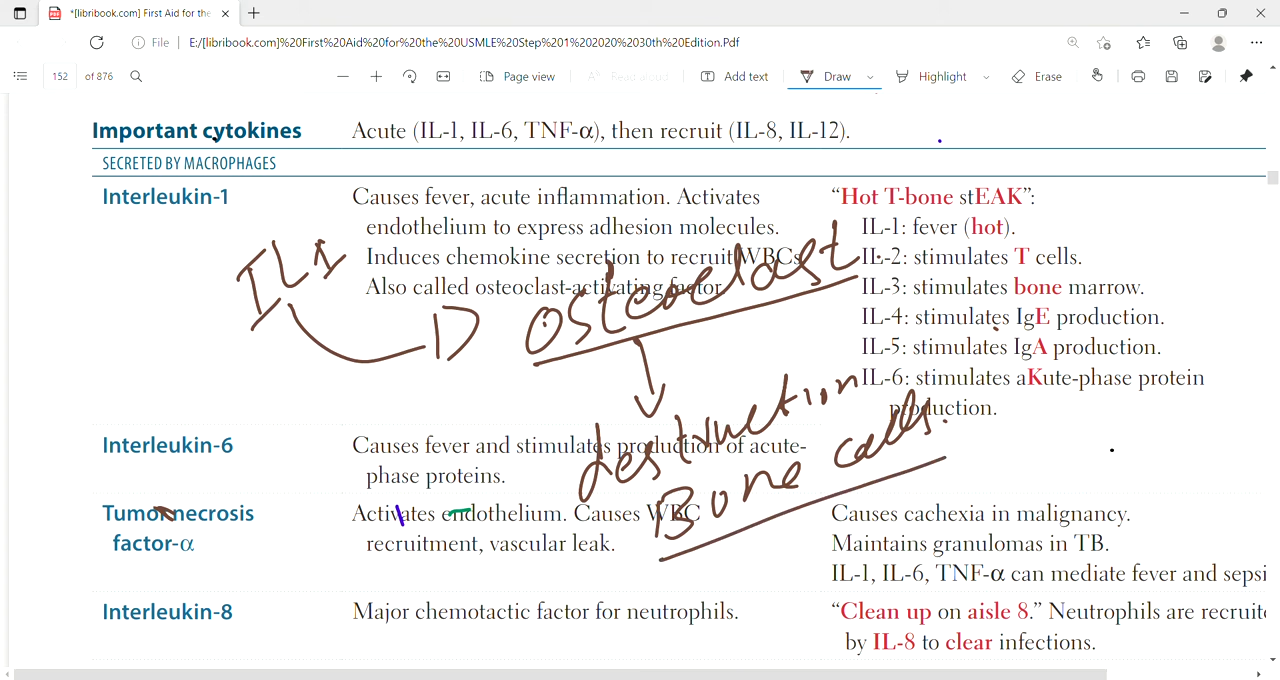 *[libribook.com] First Aid for the
File | E:/[libribook.com]%20First%20Aid%20for%20the%20USMLE%20Step%201%202020%2030th%20Edition.Pdf
152 of 876 Page view Read aloud Add text Draw Highlight Erase
Important cytokines Acute (IL-1, IL-6, TNF-α), then recruit (IL-8, IL-12).
SECRETED BY MACROPHAGES
Interleukin-1 Causes fever, acute inflammation. Activates
endothelium to express adhesion molecules.
Induces chemokine secretion to recruit WBCs.
Also called osteoclast-activating factor.
"Hot T-bone stEAK":
IL-1: fever (hot).
IL-2: stimulates T cells.
IL-3: stimulates bone marrow.
IL-4: stimulates IgE production.
IL-5: stimulates IgA production.
IL-6: stimulates aKute-phase protein
production.
IL1
osteoclast
destruction
Bone cells.
Interleukin-6 Causes fever and stimulates production of acute-
phase proteins.
Tumor necrosis
factor-α
Activates endothelium. Causes WBC
recruitment, vascular leak.
Causes cachexia in malignancy.
Maintains granulomas in TB.
IL-1, IL-6, TNF-α can mediate fever and sepsi
Interleukin-8 Major chemotactic factor for neutrophils.
"Clean up on aisle 8." Neutrophils are recruite
by IL-8 to clear infections.